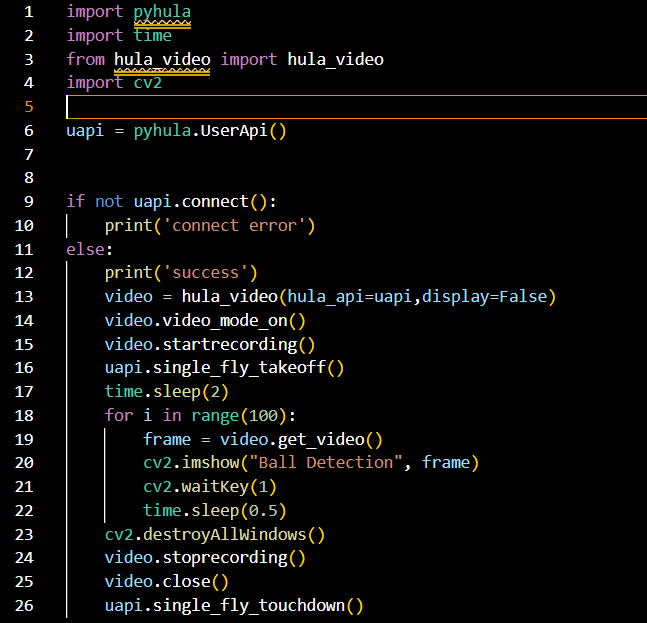 1 import pyhula
2 import time
3 from hula_video import hula_video
4 import cv2
5
6 uapi = pyhula.UserApi()
7
8
9 if not uapi.connect():
10     print('connect error')
11 else:
12     print('success')
13     video = hula_video(hula_api=uapi,display=False)
14     video.video_mode_on()
15     video.startrecording()
16     uapi.single_fly_takeoff()
17     time.sleep(2)
18     for i in range(100):
19         frame = video.get_video()
20         cv2.imshow("Ball Detection", frame)
21         cv2.waitKey(1)
22         time.sleep(0.5)
23     cv2.destroyAllWindows()
24     video.stoprecording()
25     video.close()
26     uapi.single_fly_touchdown()